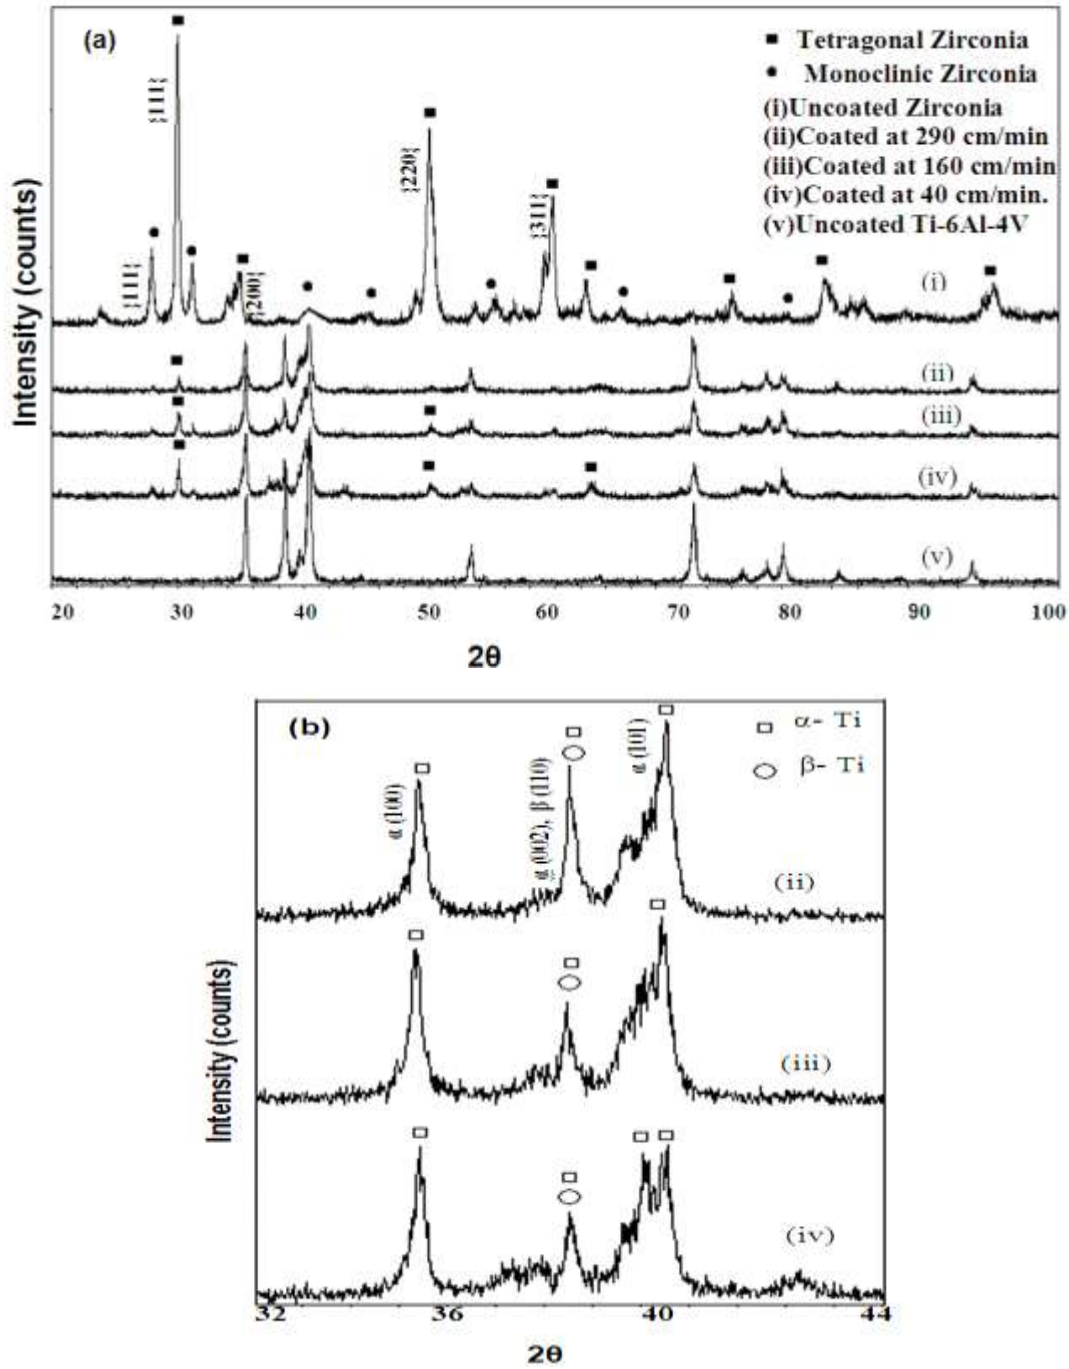 (a)
Tetragonal Zirconia
Monoclinic Zirconia
(i)Uncoated Zirconia
(ii)Coated at 290 cm/min
(iii)Coated at 160 cm/min
(iv)Coated at 40 cm/min.
(v)Uncoated Ti-6Al-4V
}111{
}111{
}200{
}220{
}311{
(i)
(ii)
(iii)
(iv)
(v)
Intensity (counts)
20 30 40 50 60 70 80 90 100
2θ
(b)
α- Ti
β- Ti
α (100)
α (002), β (110)
α (101)
(ii)
(iii)
(iv)
Intensity (counts)
32 36 40 44
2θ